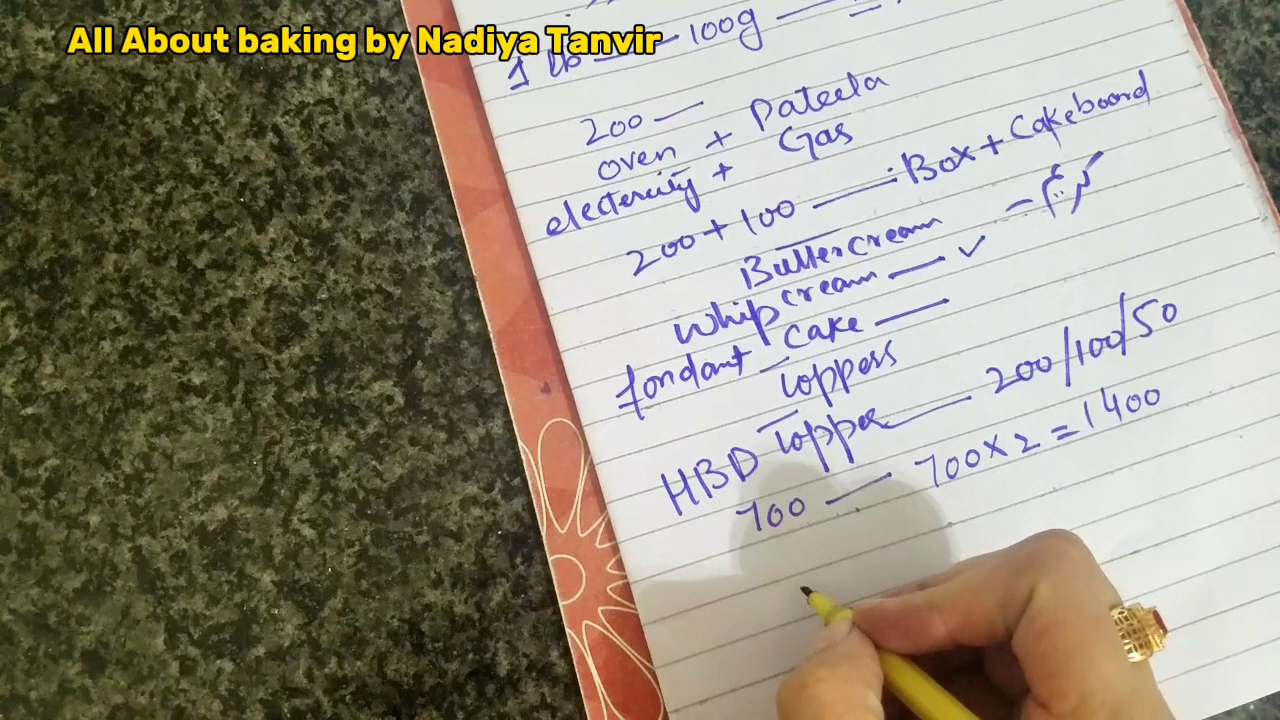 All About baking by Nadiya Tanvir
1 lb — 100g — =
200 —
oven + Pateela
electercity + Gas
200 + 100 — Box + Cakeboard
Buttercream
whipcream — ✓ –
fondant cake —
– Toppers
HBD Topper — 200/100/50
700 — 700 × 2 = 1400